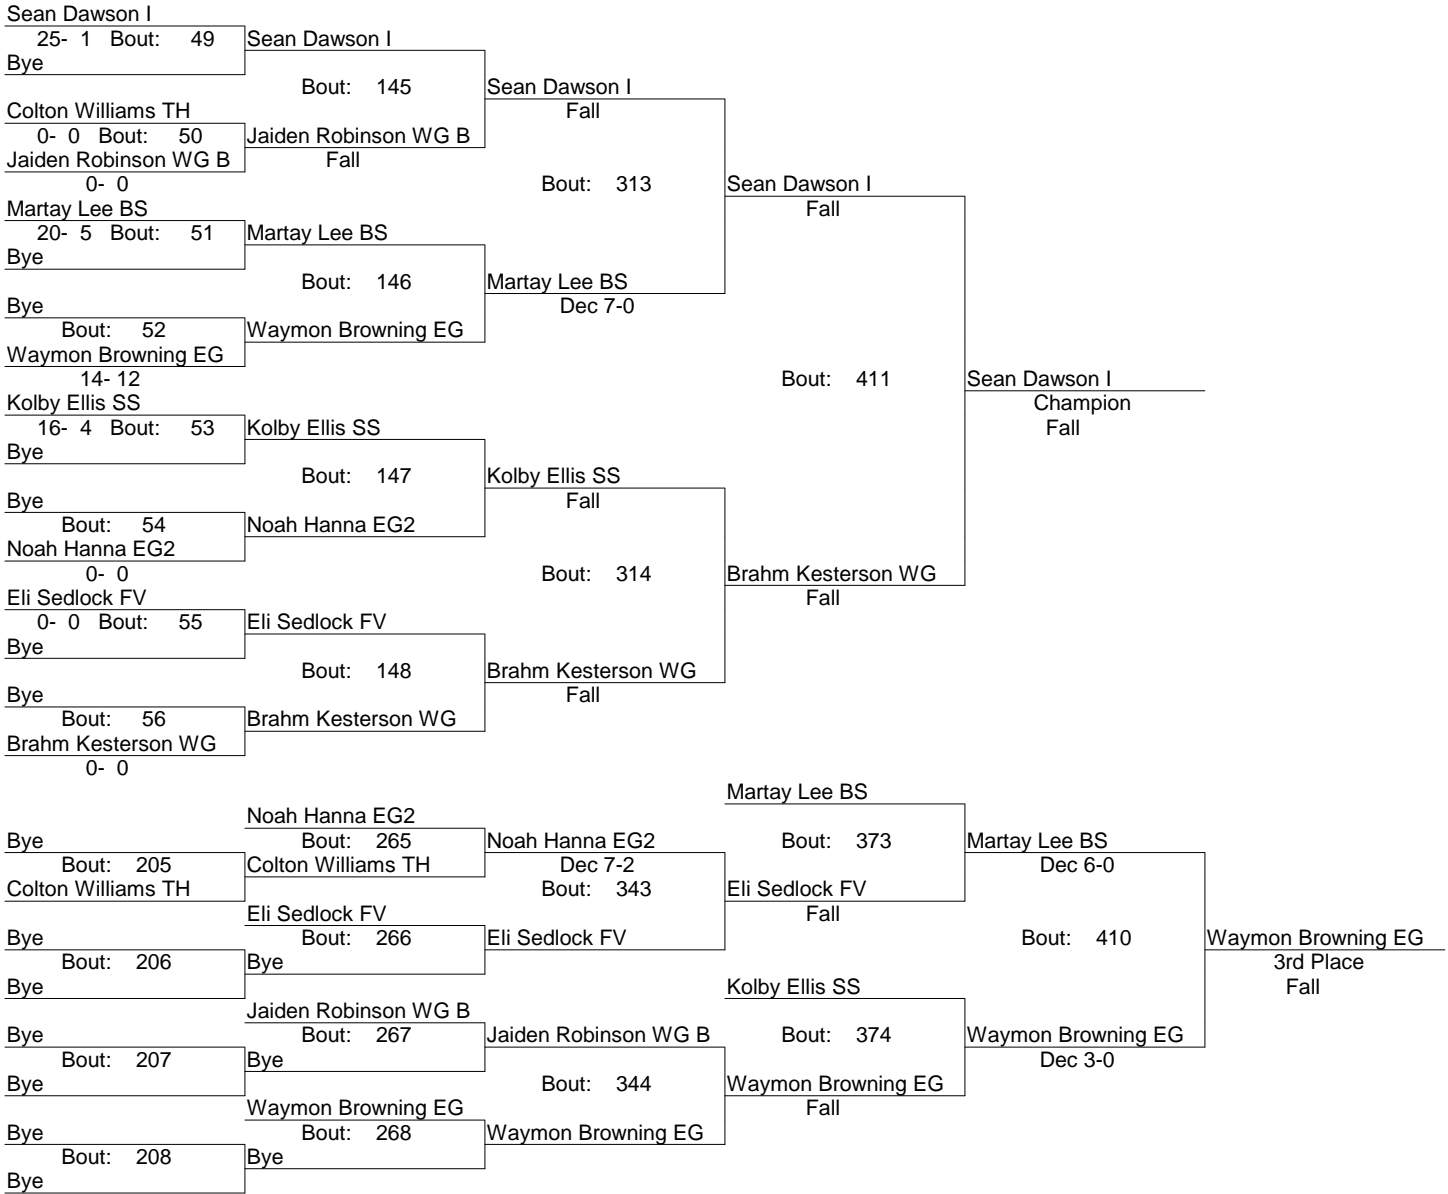 Sean Dawson I
25- 1 Bout: 49 Sean Dawson I
Bye
Bout: 145 Sean Dawson I
Colton Williams TH Fall
0- 0 Bout: 50 Jaiden Robinson WG B
Jaiden Robinson WG B Fall
0- 0 Bout: 313 Sean Dawson I
Martay Lee BS Fall
20- 5 Bout: 51 Martay Lee BS
Bye
Bout: 146 Martay Lee BS
Bye Dec 7-0
Bout: 52 Waymon Browning EG
Waymon Browning EG
14- 12 Bout: 411 Sean Dawson I
Kolby Ellis SS Champion
16- 4 Bout: 53 Kolby Ellis SS Fall
Bye
Bout: 147 Kolby Ellis SS
Bye Fall
Bout: 54 Noah Hanna EG2
Noah Hanna EG2
0- 0 Bout: 314 Brahm Kesterson WG
Eli Sedlock FV Fall
0- 0 Bout: 55 Eli Sedlock FV
Bye
Bout: 148 Brahm Kesterson WG
Bye Fall
Bout: 56 Brahm Kesterson WG
Brahm Kesterson WG
0- 0
Martay Lee BS
Noah Hanna EG2
Bye Bout: 265 Noah Hanna EG2 Bout: 373 Martay Lee BS
Bout: 205 Colton Williams TH Dec 7-2 Dec 6-0
Colton Williams TH Bout: 343 Eli Sedlock FV
Eli Sedlock FV Fall
Bye Bout: 266 Eli Sedlock FV Bout: 410 Waymon Browning EG
Bout: 206 Bye 3rd Place
Bye Kolby Ellis SS Fall
Jaiden Robinson WG B
Bye Bout: 267 Jaiden Robinson WG B Bout: 374 Waymon Browning EG
Bout: 207 Bye Dec 3-0
Bye Bout: 344 Waymon Browning EG
Waymon Browning EG Fall
Bye Bout: 268 Waymon Browning EG
Bout: 208 Bye
Bye